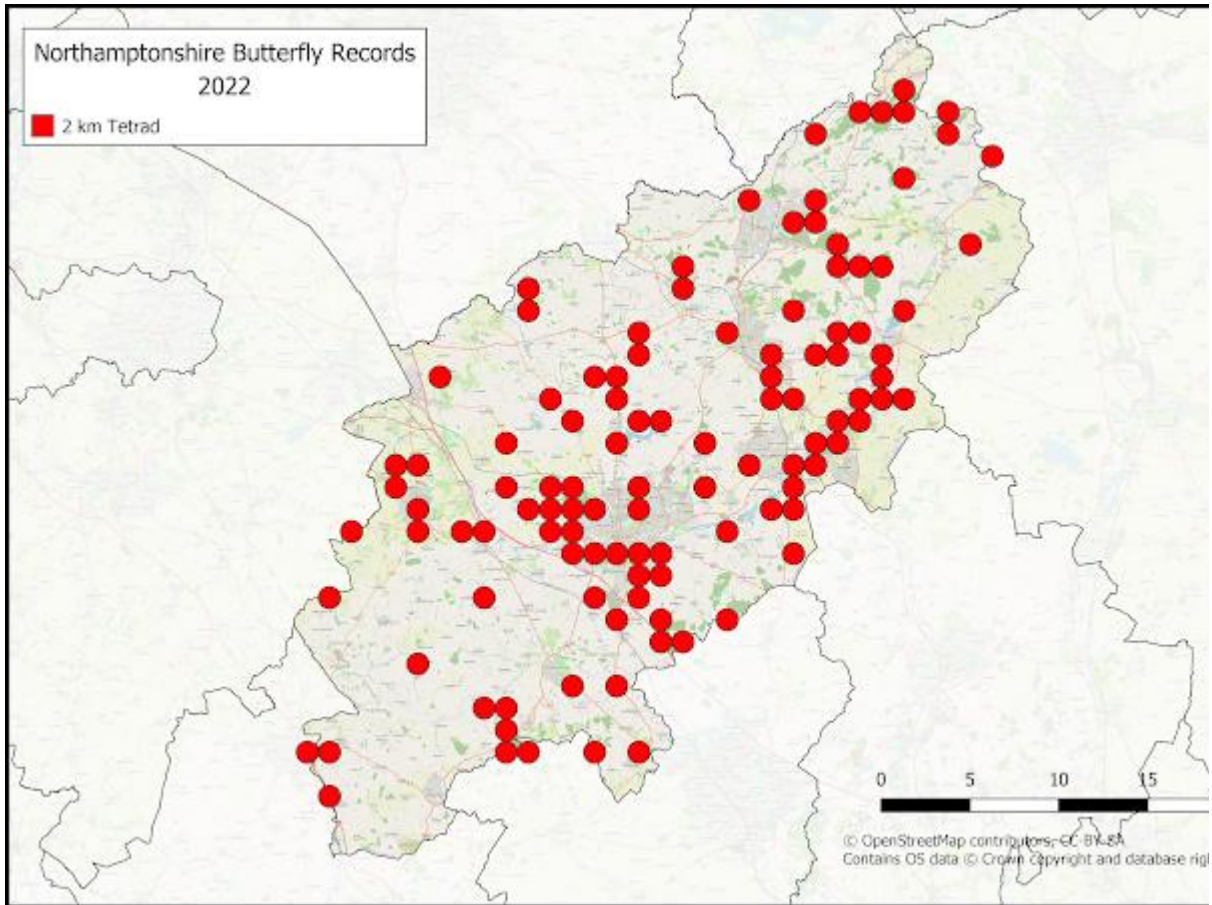 Northamptonshire Butterfly Records
2022
2 km Tetrad
0 5 10 15
© OpenStreetMap contributors, CC-BY-SA
Contains OS data © Crown copyright and database righ